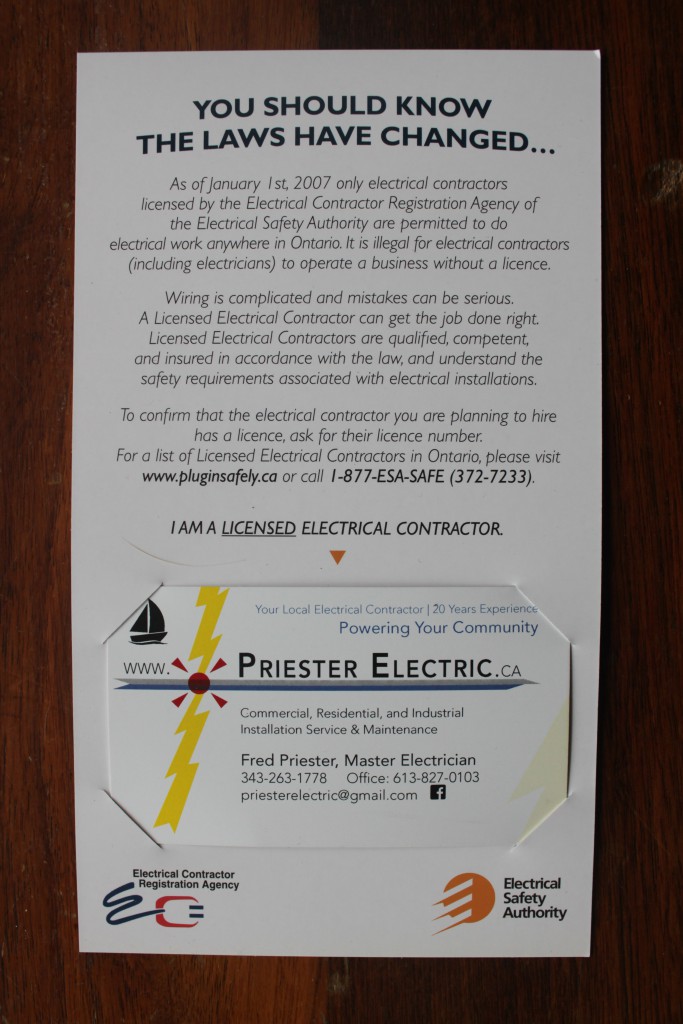 YOU SHOULD KNOW
THE LAWS HAVE CHANGED...
As of January 1st, 2007 only electrical contractors
licensed by the Electrical Contractor Registration Agency of
the Electrical Safety Authority are permitted to do
electrical work anywhere in Ontario. It is illegal for electrical contractors
(including electricians) to operate a business without a licence.
Wiring is complicated and mistakes can be serious.
A Licensed Electrical Contractor can get the job done right.
Licensed Electrical Contractors are qualified, competent,
and insured in accordance with the law, and understand the
safety requirements associated with electrical installations.
To confirm that the electrical contractor you are planning to hire
has a licence, ask for their licence number.
For a list of Licensed Electrical Contractors in Ontario, please visit
www.pluginsafely.ca or call 1-877-ESA-SAFE (372-7233).
I AM A LICENSED ELECTRICAL CONTRACTOR.
Your Local Electrical Contractor | 20 Years Experience
Powering Your Community
WWW. PRIESTER ELECTRIC.CA
Commercial, Residential, and Industrial
Installation Service & Maintenance
Fred Priester, Master Electrician
343-263-1778 Office: 613-827-0103
priesterelectric@gmail.com
Electrical Contractor
Registration Agency
Electrical
Safety
Authority